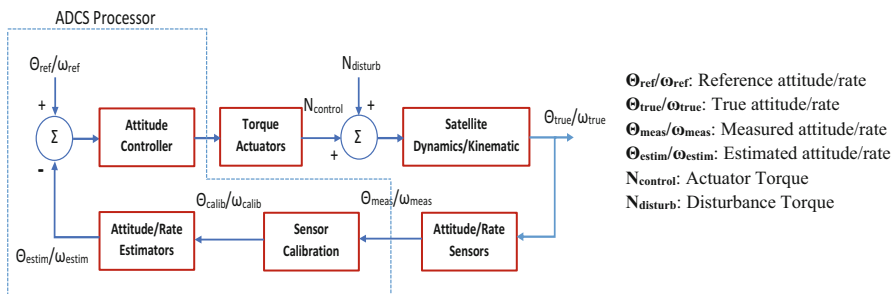 ADCS Processor
Θref/ωref
Ndisturb
+
+
Ncontrol
Θtrue/ωtrue
Σ
Attitude
Controller
Torque
Actuators
Σ
Satellite
Dynamics/Kinematic
+
-
Θcalib/ωcalib
Θmeas/ωmeas
Attitude/Rate
Estimators
Sensor
Calibration
Attitude/Rate
Sensors
Θestim/ωestim
Θref/ωref: Reference attitude/rate
Θtrue/ωtrue: True attitude/rate
Θmeas/ωmeas: Measured attitude/rate
Θestim/ωestim: Estimated attitude/rate
Ncontrol: Actuator Torque
Ndisturb: Disturbance Torque